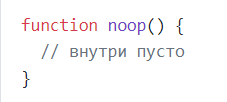 function noop() {
  // внутри пусто
}